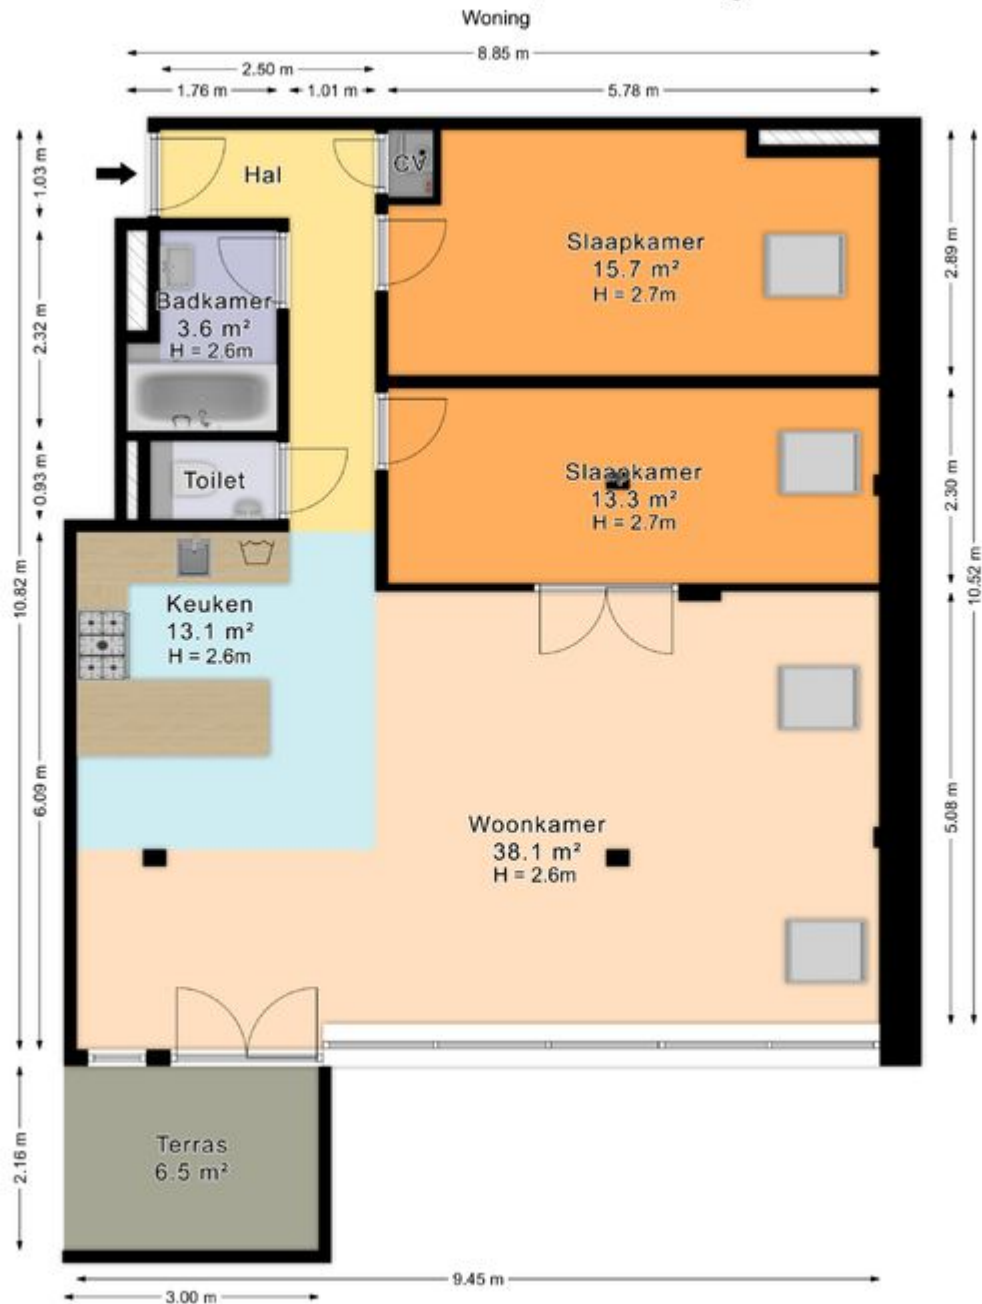 Woning
8.85 m
2.50 m
1.76 m
1.01 m
5.78 m
1.03 m
Hal
CV
Slaapkamer
15.7 m²
H = 2.7m
2.89 m
10.52 m
2.32 m
Badkamer
3.6 m²
H = 2.6m
0.93 m
Toilet
Slaapkamer
13.3 m²
H = 2.7m
2.30 m
10.82 m
Keuken
13.1 m²
H = 2.6m
6.09 m
Woonkamer
38.1 m²
H = 2.6m
5.08 m
2.16 m
Terras
6.5 m²
9.45 m
3.00 m